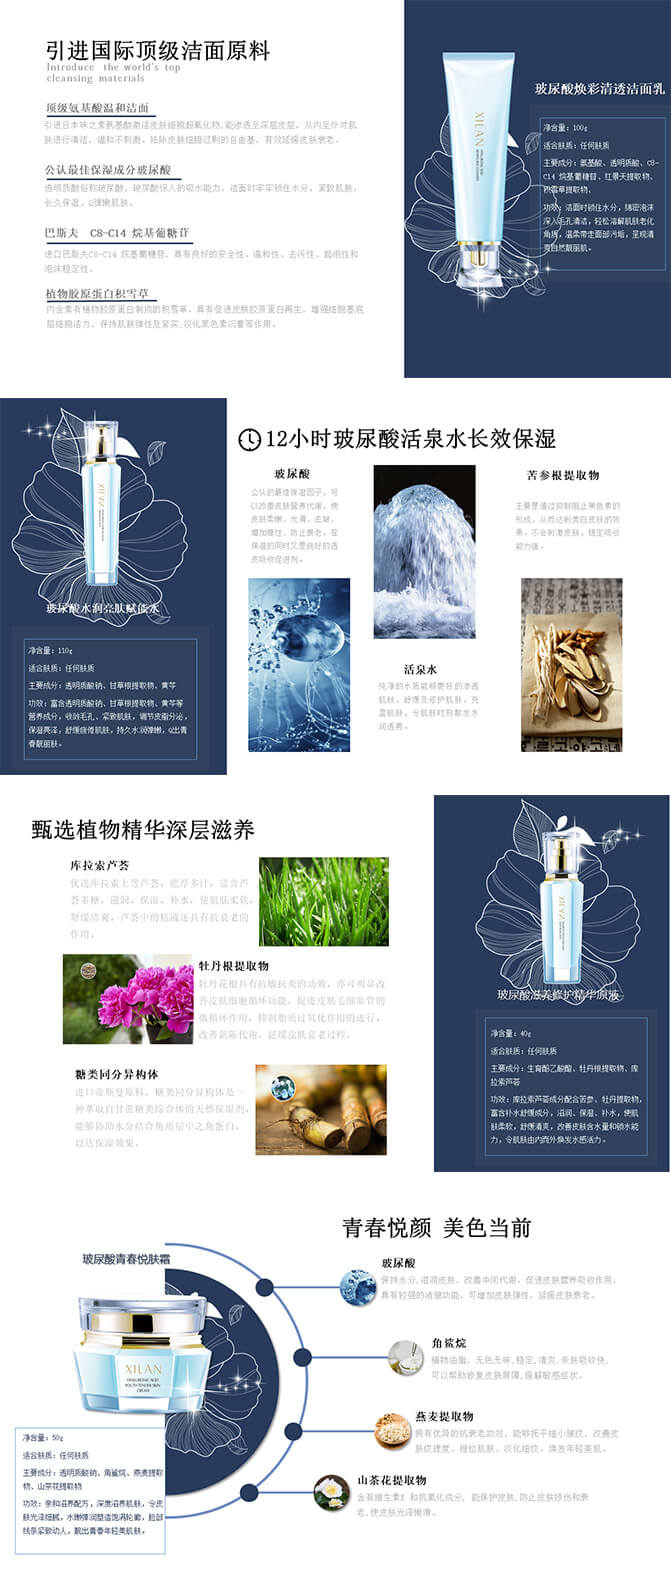 引进国际顶级洁面原料
Introduce the world's top
cleansing materials
顶级氨基酸温和洁面
引进日本味之素氨基酸激活皮肤细胞超氧化物,能渗透至深层皮层, 从内至外对肌
肤进行清洁, 温和不刺激, 祛除皮肤细胞过剩的自由基, 有效延缓皮肤衰老。
公认最佳保湿成分玻尿酸
透明质酸俗称玻尿酸, 玻尿酸惊人的吸水能力, 洁面时牢牢锁住水分, 紧致肌肤,
长久保湿, Q弹嫩肌肤。
巴斯夫 C8-C14 烷基葡糖苷
进口巴斯夫C8-C14 烷基葡糖苷, 具有良好的安全性、温和性、去污性、起泡性和
泡沫稳定性。
植物胶原蛋白积雪草
内含素有植物胶原蛋白制成的积雪草, 具有促进皮肤胶原蛋白再生, 增强细胞基底
层细胞活力, 保持肌肤弹性及紧实,淡化黑色素沉着等作用。
玻尿酸焕彩清透洁面乳
XILAN
净含量: 100g
适合肤质: 任何肤质
主要成分: 氨基酸、透明质酸、C8-
C14 烷基葡糖苷、红景天提取物、
积雪草提取物、
功效: 洁面时锁住水分, 绵密泡沫
深入毛孔清洁, 轻松溶解肌肤老化
角质, 温柔带走面部污垢, 呈现清
爽自然靓丽肌。
12小时玻尿酸活泉水长效保湿
XILAN
玻尿酸水润亮肤赋能水
净含量: 110g
适合肤质: 任何肤质
主要成分: 透明质酸钠、甘草根提取物、黄芩
功效: 富含透明质酸钠、甘草根提取物、黄芩等
营养成分, 收敛毛孔、紧致肌肤, 调节皮脂分泌,
保湿亮泽, 舒缓疲倦肌肤, 持久水润弹嫩, Q出青
春靓丽肤。
玻尿酸
公认的最佳保湿因子, 可
以改善皮肤营养代谢, 使
皮肤柔嫩、光滑、去皱、
增加弹性、防止衰老, 在
保湿的同时又是良好的透
皮吸收促进剂。
活泉水
纯净的水质能够更好的渗透
肌肤, 舒缓及修护肌肤, 充
盈肌肤, 令肌肤时刻散发水
润透亮。
苦参根提取物
主要是通过抑制阻止黑色素的
形成, 从而达到美白皮肤的效
果。不会刺激皮肤, 稳定吸收
能力强。
甄选植物精华深层滋养
库拉索芦荟
优选库拉索上等芦荟, 肥厚多汁, 富含芦
荟多糖, 滋润、保湿、补水, 使肌肤柔软,
舒缓清爽, 芦荟中的粘液还具有抗衰老的
作用。
牡丹根提取物
牡丹花根具有抗敏抗炎的功效, 亦可明显改
善皮肤细胞循环功能, 促进皮肤毛细血管的
微循环作用, 抑制脂质过氧化作用的进行,
改善新陈代谢, 延缓皮肤衰老过程。
糖类同分异构体
进口帝斯曼原料, 糖类同分异构体是一
种萃取自甘蔗糖类综合体的天然保湿剂,
能够协助水分结合角质层中之角蛋白,
以达保湿效果。
XILAN
玻尿酸滋养修护精华原液
净含量: 40g
适合肤质: 任何肤质
主要成分: 生育酚乙酸酯、牡丹根提取物、库
拉索芦荟
功效: 库拉索芦荟成分配合苦参、牡丹提取物,
富含补水舒缓成分, 滋润、保湿、补水, 使肌
肤柔软, 舒缓清爽, 改善皮肤含水量和锁水能
力, 令肌肤由内而外焕发水感活力。
青春悦颜 美色当前
玻尿酸青春悦肤霜
XILAN
HYALURONIC ACID
YOUTH TENDER SKIN
CREAM
净含量: 50g
适合肤质: 任何肤质
主要成分: 透明质酸钠、角鲨烷、燕麦提取
物、山茶花提取物
功效: 亲和滋养配方, 深度滋养肌肤, 令皮
肤光泽细腻, 水嫩弹润塑造饱满轮廓, 脸部
线条紧致动人, 靓出青春年轻美肌肤。
玻尿酸
保持水分,滋润皮肤、改善中间代谢、促进皮肤营养吸收作用,
具有较强的消皱功能、可增加皮肤弹性, 延缓皮肤衰老。
角鲨烷
植物油脂、无色无味,稳定,清爽,亲肤吸收快,
可以帮助修复皮肤屏障,缓解敏感症状。
燕麦提取物
拥有优异的抗衰老功效, 能够抚平细小皱纹, 改善皮
肤纹理度、提拉肌肤、淡化细纹、焕发年轻美肌。
山茶花提取物
含有维生素E 和抗氧化成分, 能保护皮肤,防止皮肤损伤和衰
老,使皮肤光泽嫩滑。